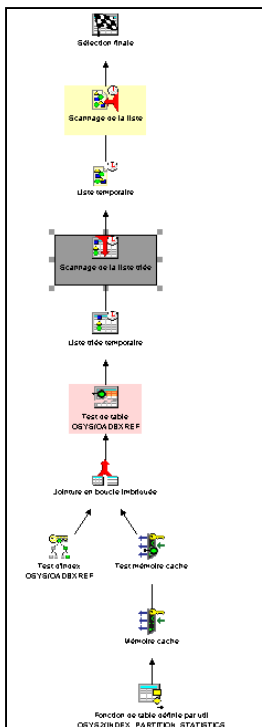 Sélection finale
Scannage de la liste
Liste temporaire
Scannage de la liste triée
Liste triée temporaire
Test de table
QSYS/QADBXREF
Jointure en boucle imbriquée
Test d'index
QSYS/QADBXREF
Test mémoire cache
Mémoire cache
Fonction de table définie par util
QSYS2/INDEX_PARTITION_STATISTICS